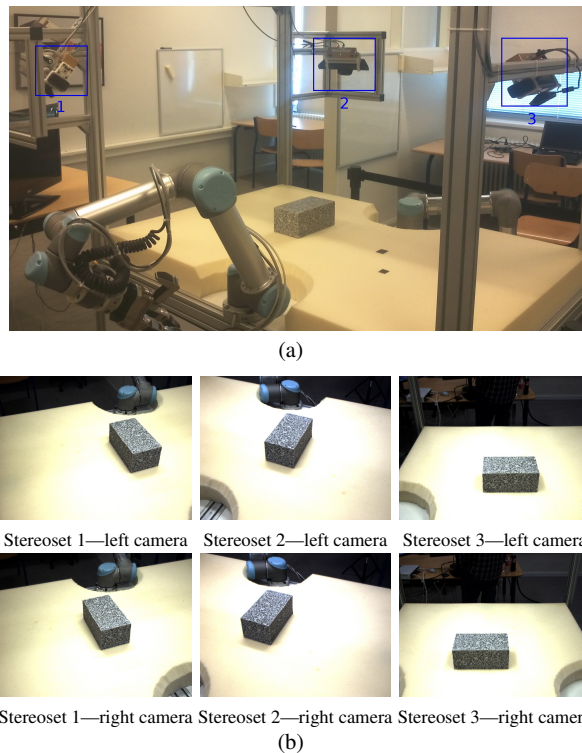 1
2
3
(a)
Stereoset 1—left camera Stereoset 2—left camera Stereoset 3—left camera
Stereoset 1—right camera Stereoset 2—right camera Stereoset 3—right camera
(b)